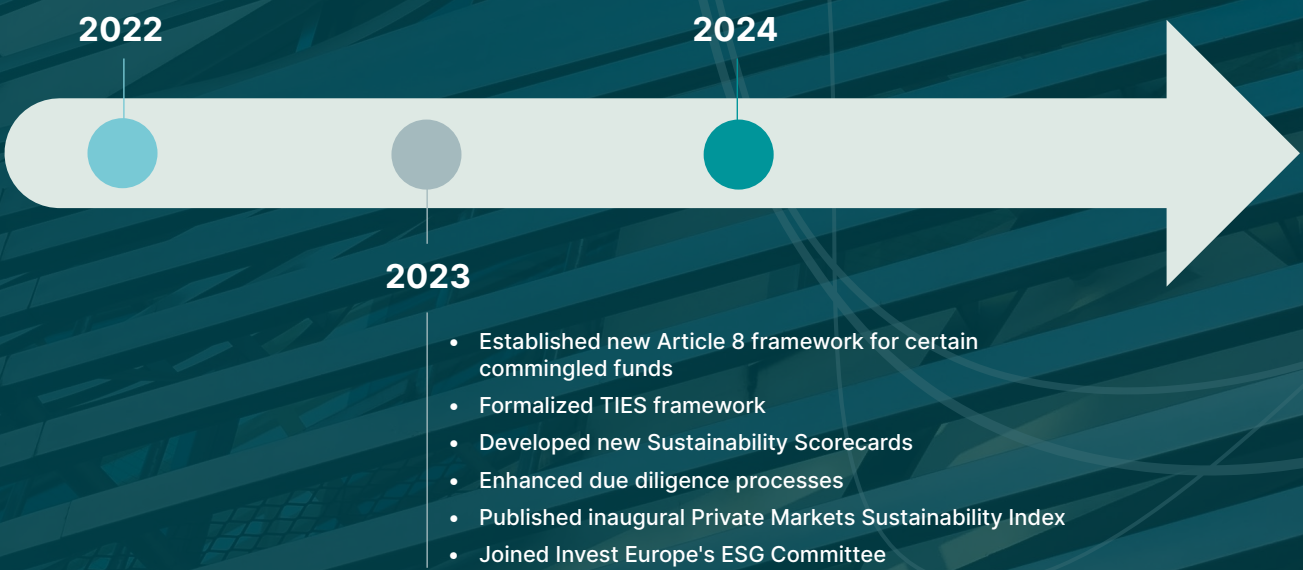 2022
2024
2023
• Established new Article 8 framework for certain
commingled funds
• Formalized TIES framework
• Developed new Sustainability Scorecards
• Enhanced due diligence processes
• Published inaugural Private Markets Sustainability Index
• Joined Invest Europe's ESG Committee